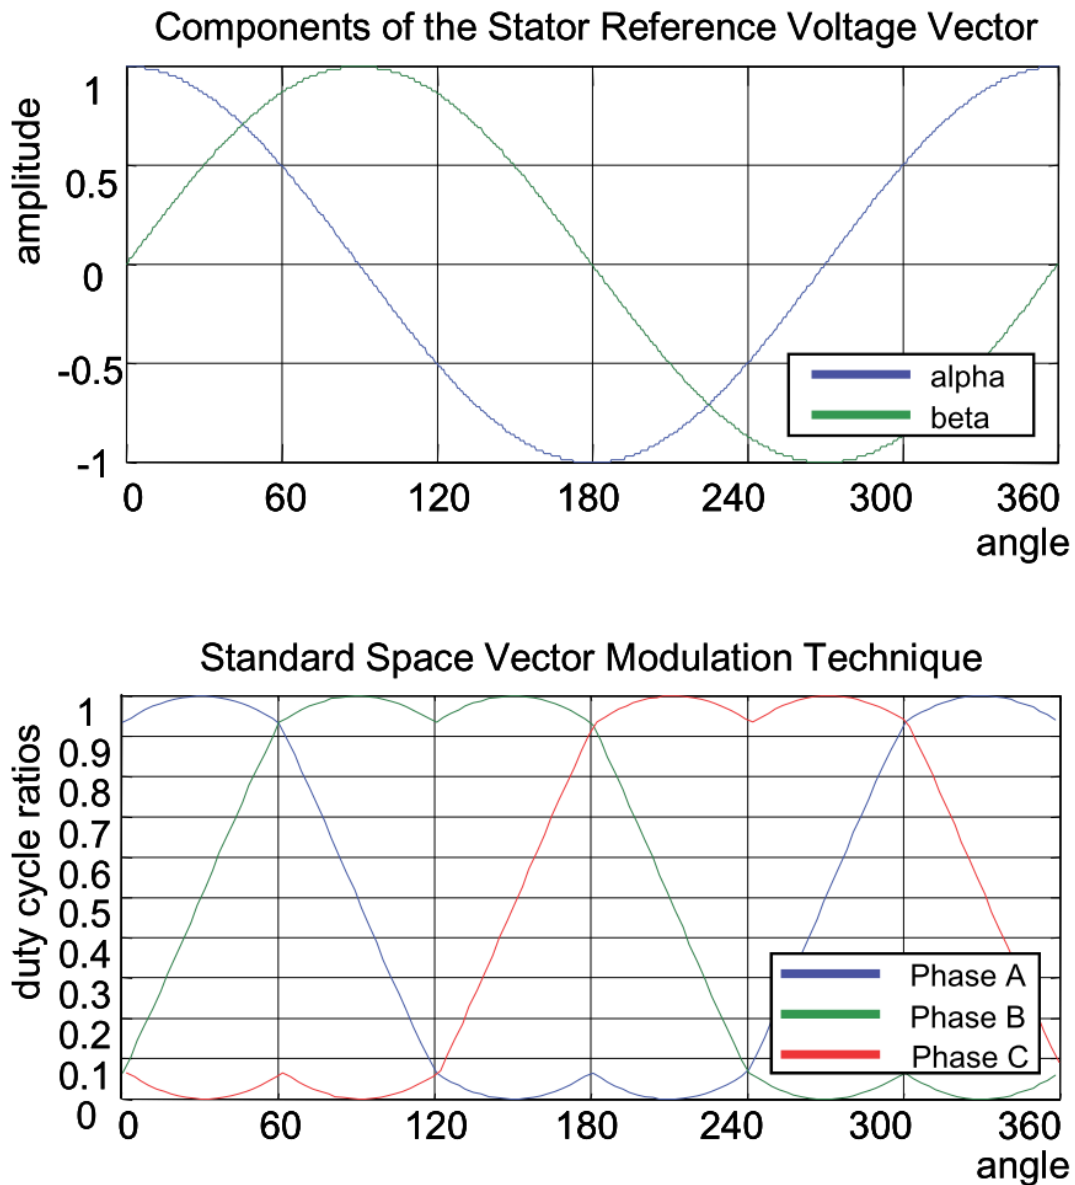 Components of the Stator Reference Voltage Vector
amplitude
1
0.5
0
-0.5
-1
alpha
beta
0 60 120 180 240 300 360
angle
Standard Space Vector Modulation Technique
duty cycle ratios
1
0.9
0.8
0.7
0.6
0.5
0.4
0.3
0.2
0.1
0
Phase A
Phase B
Phase C
0 60 120 180 240 300 360
angle